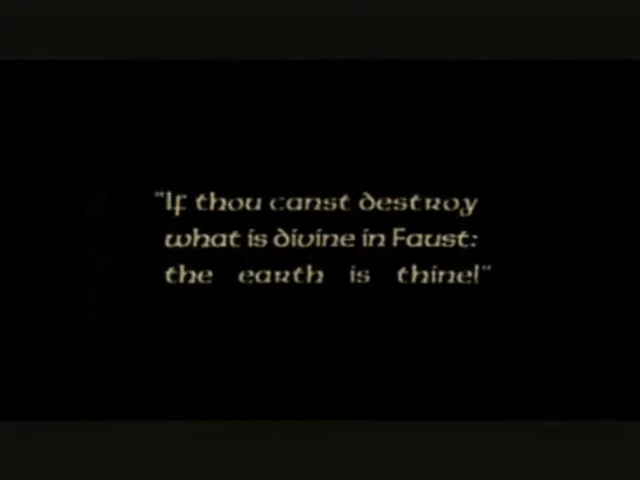 "If thou canst destroy
what is divine in Faust:
the earth is thine!"